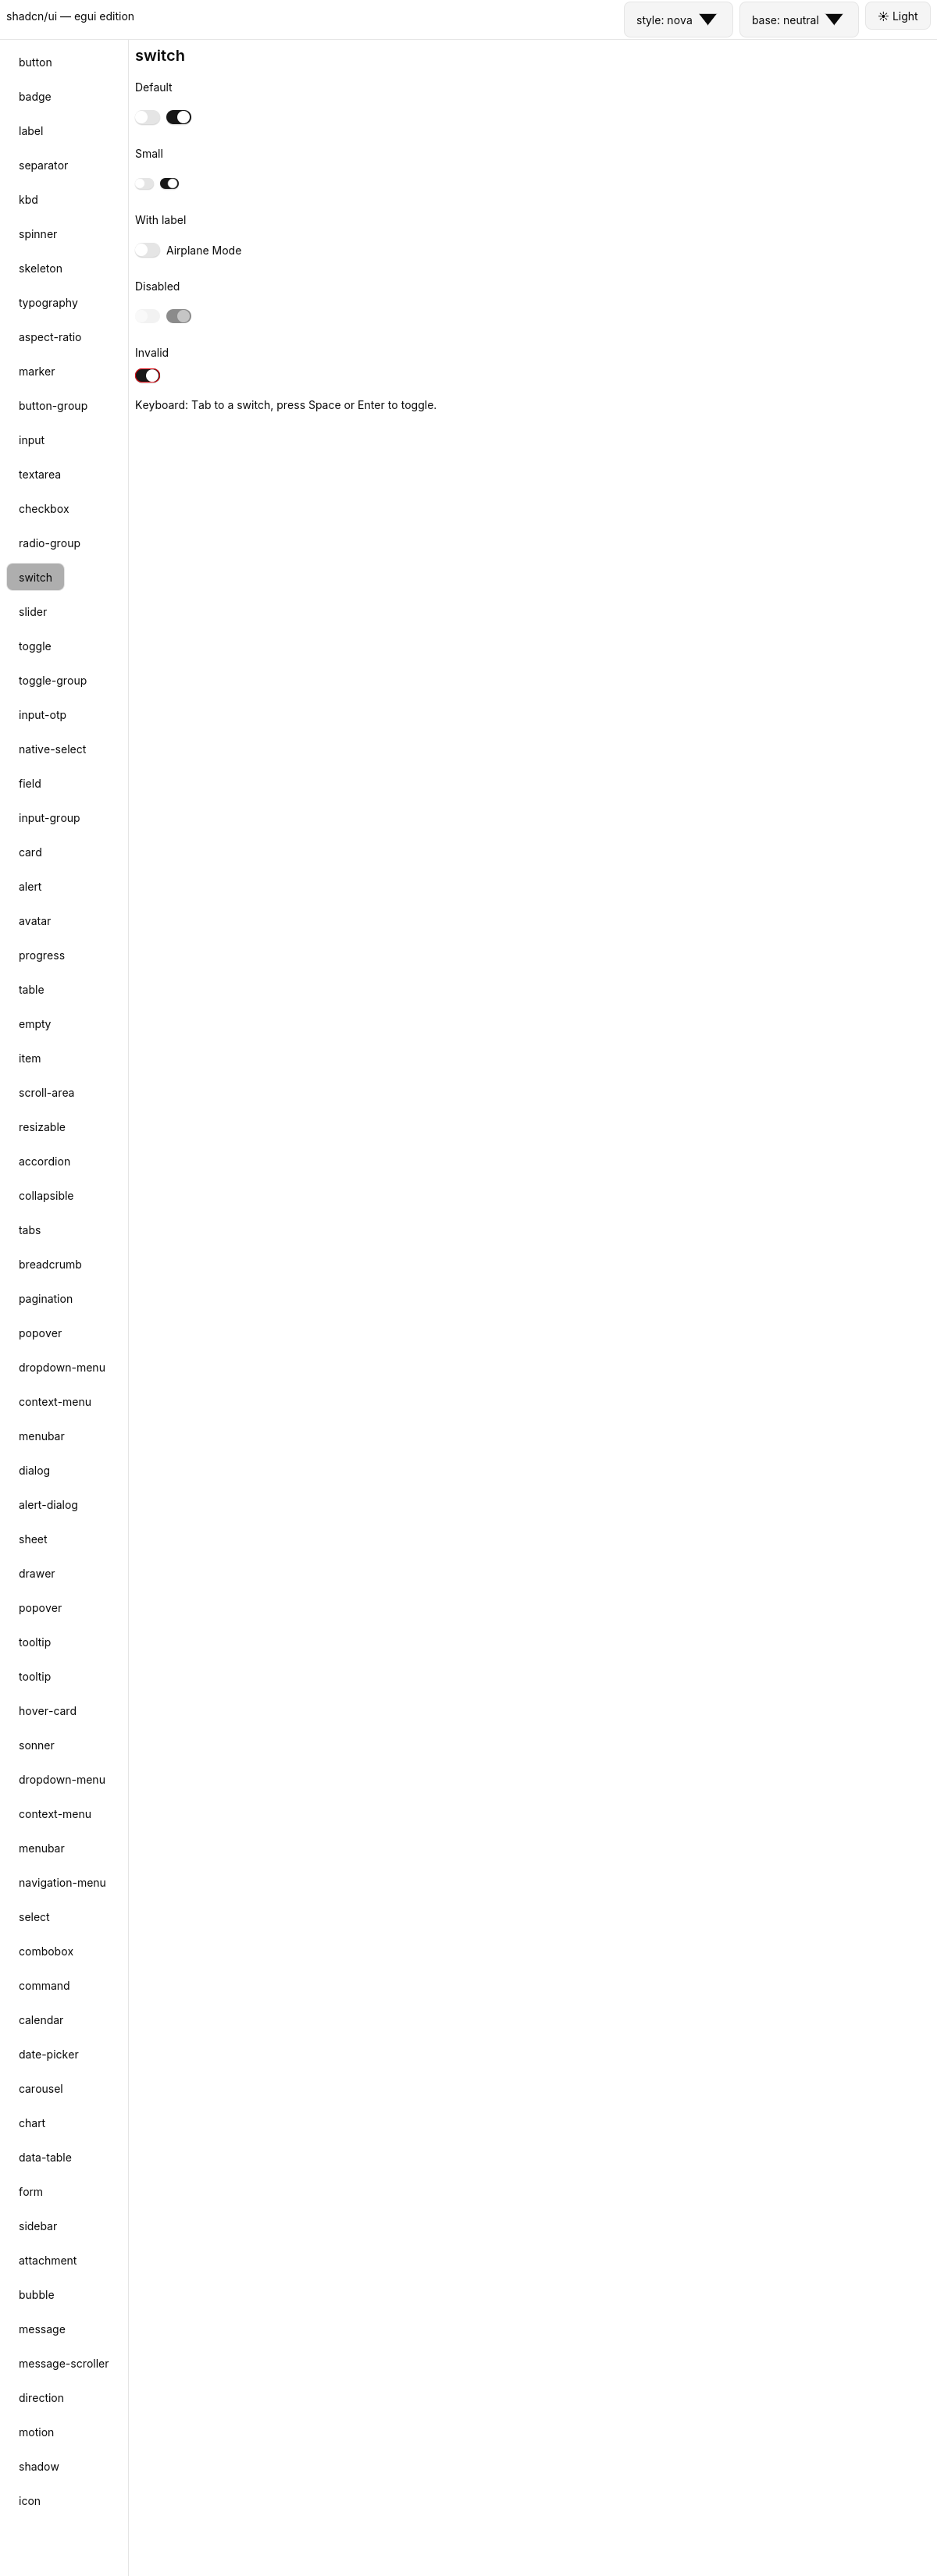 shadcn/ui — egui edition
style: nova
base: neutral
☀ Light
button
badge
label
separator
kbd
spinner
skeleton
typography
aspect-ratio
marker
button-group
input
textarea
checkbox
radio-group
switch
slider
toggle
toggle-group
input-otp
native-select
field
input-group
card
alert
avatar
progress
table
empty
item
scroll-area
resizable
accordion
collapsible
tabs
breadcrumb
pagination
popover
dropdown-menu
context-menu
menubar
dialog
alert-dialog
sheet
drawer
popover
tooltip
tooltip
hover-card
sonner
dropdown-menu
context-menu
menubar
navigation-menu
select
combobox
command
calendar
date-picker
carousel
chart
data-table
form
sidebar
attachment
bubble
message
message-scroller
direction
motion
shadow
icon
switch
Default
Small
With label
Airplane Mode
Disabled
Invalid
Keyboard: Tab to a switch, press Space or Enter to toggle.